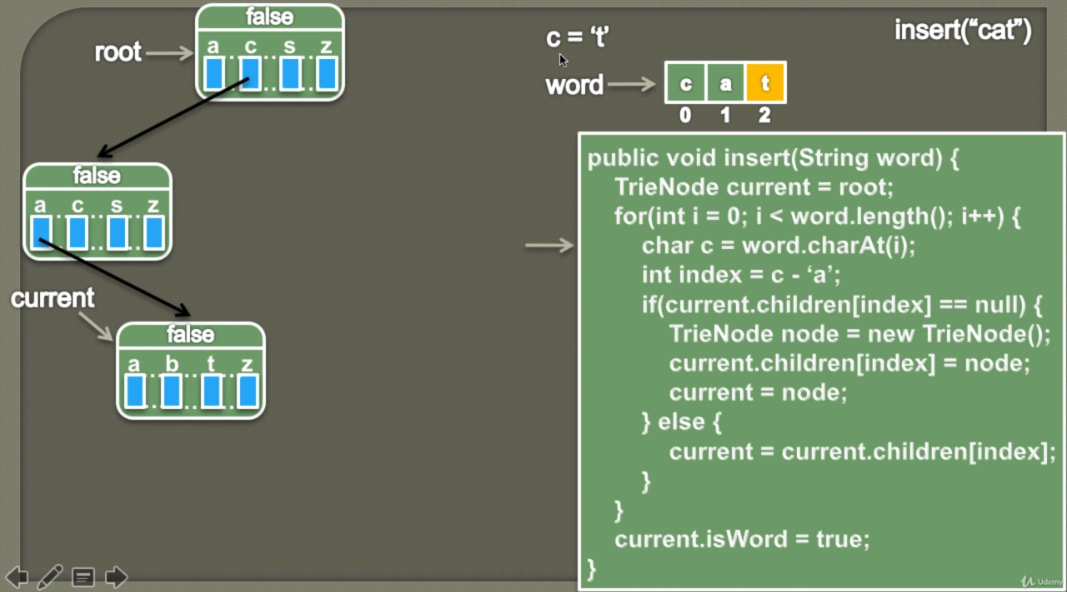 false
root
a c s z
c = ‘t’
insert(“cat”)
word
c a t
0 1 2
false
a c s z
current
false
a b t z
public void insert(String word) {
TrieNode current = root;
for(int i = 0; i < word.length(); i++) {
char c = word.charAt(i);
int index = c - ‘a’;
if(current.children[index] == null) {
TrieNode node = new TrieNode();
current.children[index] = node;
current = node;
} else {
current = current.children[index];
}
}
current.isWord = true;
}
Udemy